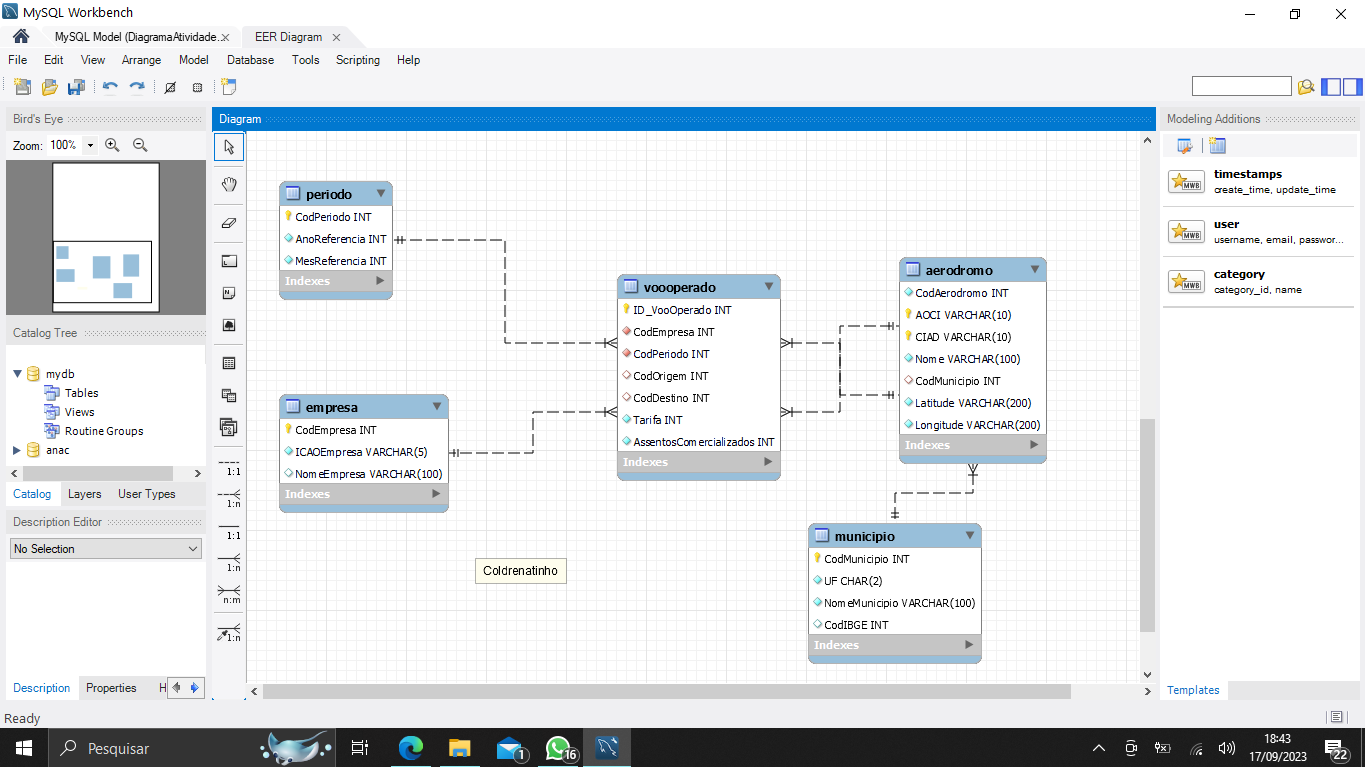 MySQL Workbench
MySQL Model (DiagramaAtividade.
EER Diagram
File Edit View Arrange Model Database Tools Scripting Help
Bird's Eye
Zoom: 100%
Catalog Tree
mydb
Tables
Views
Routine Groups
anac
Catalog Layers User Types
Description Editor
No Selection
Description Properties H
Ready
Diagram
1:1
1:n
1:1
1:n
n:m
1:n
periodo
CodPeriodo INT
AnoReferencia INT
MesReferencia INT
Indexes
empresa
CodEmpresa INT
ICAOEmpresa VARCHAR(5)
NomeEmpresa VARCHAR(100)
Indexes
Coldrenatinho
voooperado
ID_VooOperado INT
CodEmpresa INT
CodPeriodo INT
CodOrigem INT
CodDestino INT
Tarifa INT
AssentosComercializados INT
Indexes
aerodromo
CodAerodromo INT
AOCI VARCHAR(10)
CIAD VARCHAR(10)
Nome VARCHAR(100)
CodMunicipio INT
Latitude VARCHAR(200)
Longitude VARCHAR(200)
Indexes
municipio
CodMunicipio INT
UF CHAR(2)
NomeMunicipio VARCHAR(100)
CodIBGE INT
Indexes
Modeling Additions
timestamps
create_time, update_time
user
username, email, passwor...
category
category_id, name
Templates
Pesquisar
1
16
18:43
17/09/2023
22